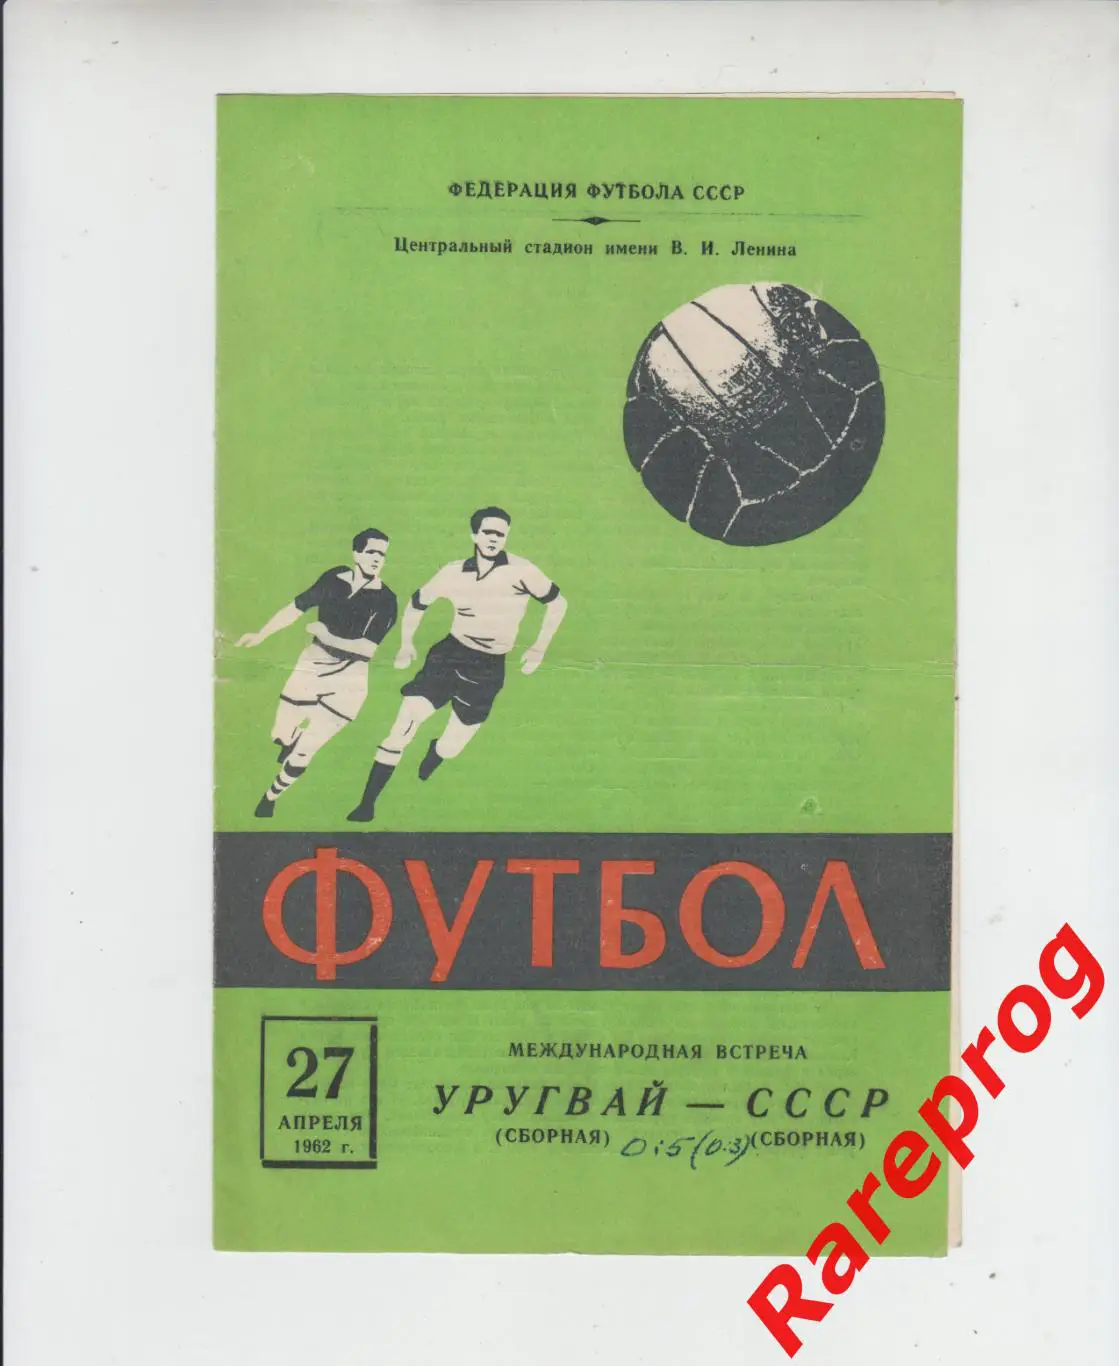 ФЕДЕРАЦИЯ ФУТБОЛА СССР
Центральный стадион имени В. И. Ленина
ФУТБОЛ
27
АПРЕЛЯ
1962 г.
МЕЖДУНАРОДНАЯ ВСТРЕЧА
УРУГВАЙ — СССР
(СБОРНАЯ) 0:5 (0:3) (СБОРНАЯ)
Rareprog